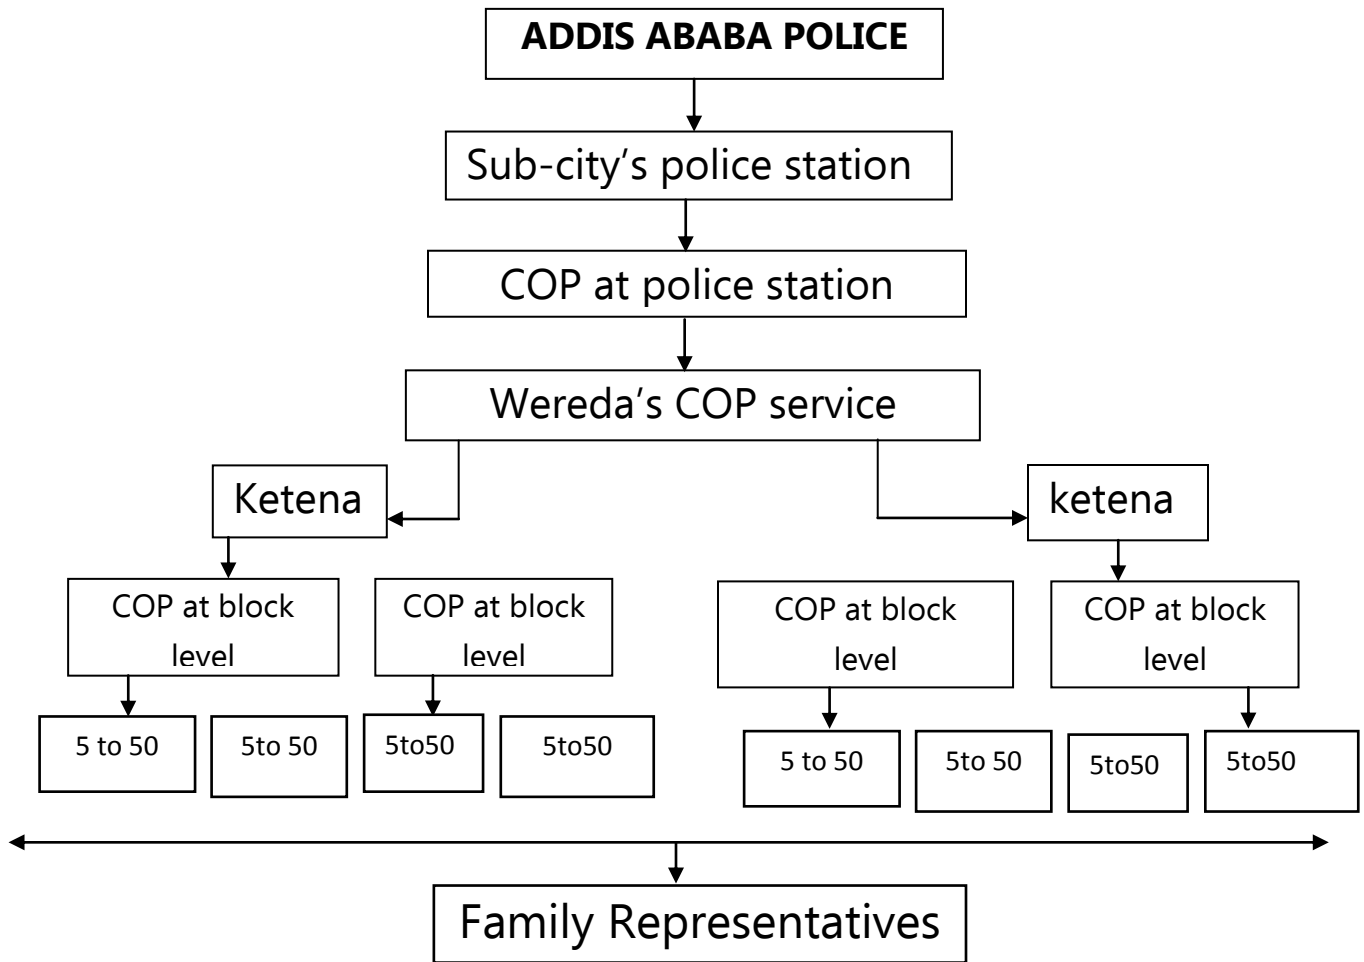 ADDIS ABABA POLICE
Sub-city’s police station
COP at police station
Wereda’s COP service
Ketena
ketena
COP at block
level
COP at block
level
COP at block
level
COP at block
level
5 to 50
5to 50
5to50
5to50
5 to 50
5to 50
5to50
5to50
Family Representatives